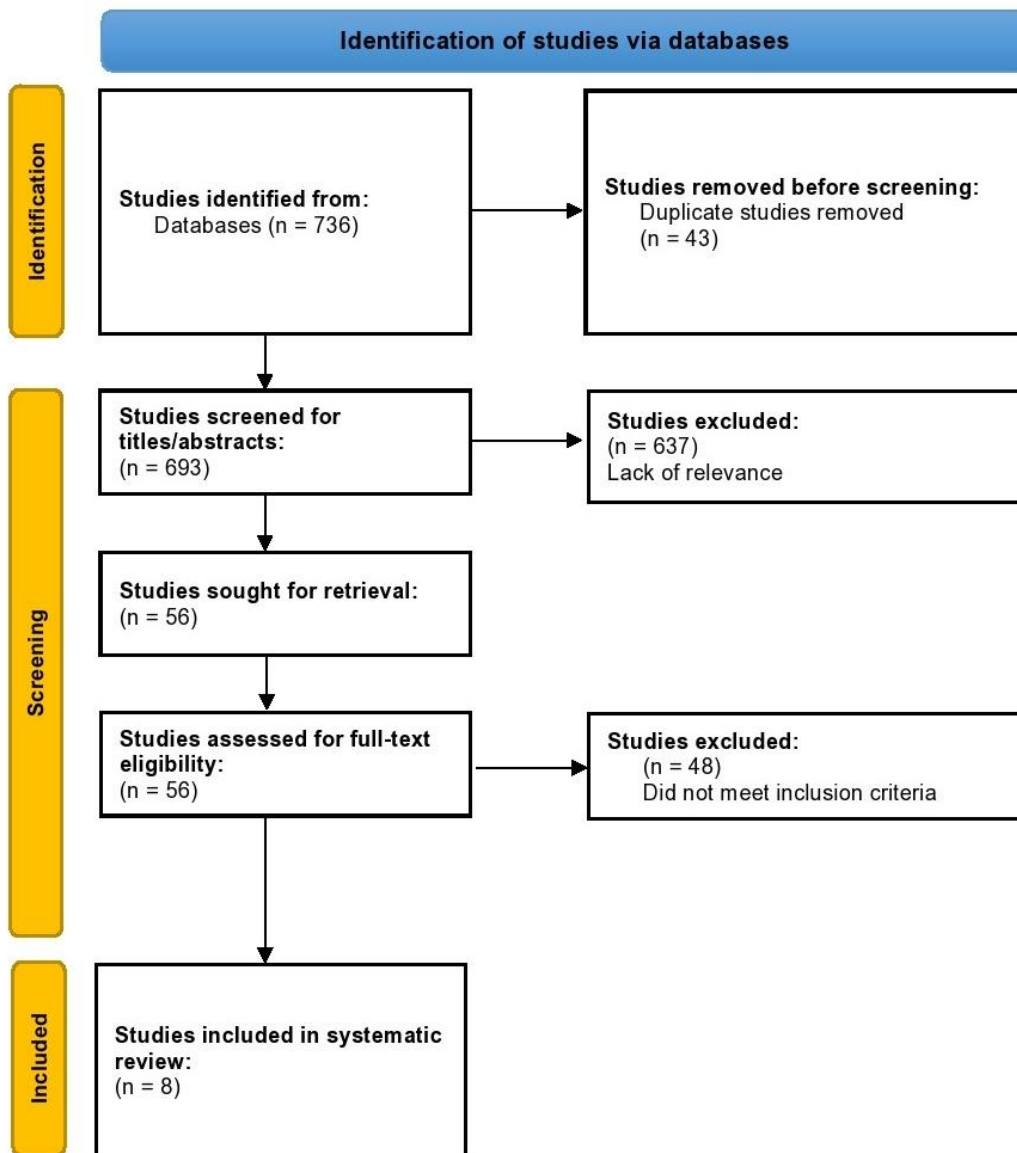 Identification of studies via databases
Identification
Studies identified from:
Databases (n = 736)
Studies removed before screening:
Duplicate studies removed
(n = 43)
Screening
Studies screened for
titles/abstracts:
(n = 693)
Studies excluded:
(n = 637)
Lack of relevance
Studies sought for retrieval:
(n = 56)
Studies assessed for full-text
eligibility:
(n = 56)
Studies excluded:
(n = 48)
Did not meet inclusion criteria
Included
Studies included in systematic
review:
(n = 8)